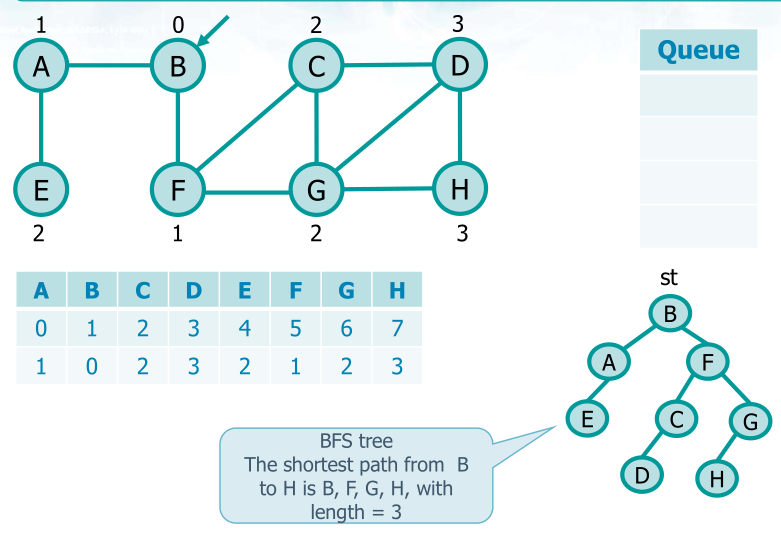 1 0 2 3
A B C D
Queue
E F G H
2 1 2 3
st
A B C D E F G H
0 1 2 3 4 5 6 7
1 0 2 3 2 1 2 3
B
A F
E C G
D H
BFS tree
The shortest path from B
to H is B, F, G, H, with
length = 3